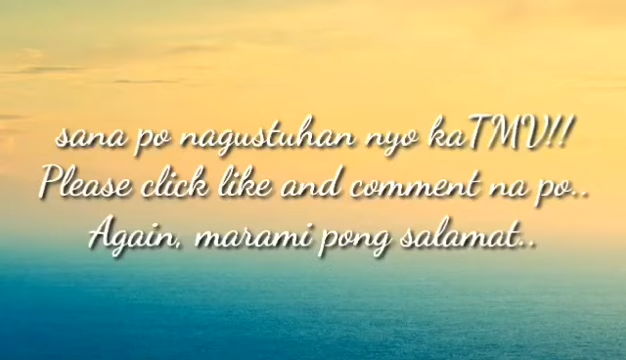 sana po nagustuhan nyo kaTMV!!
Please click like and comment na po..
Again, marami pong salamat..